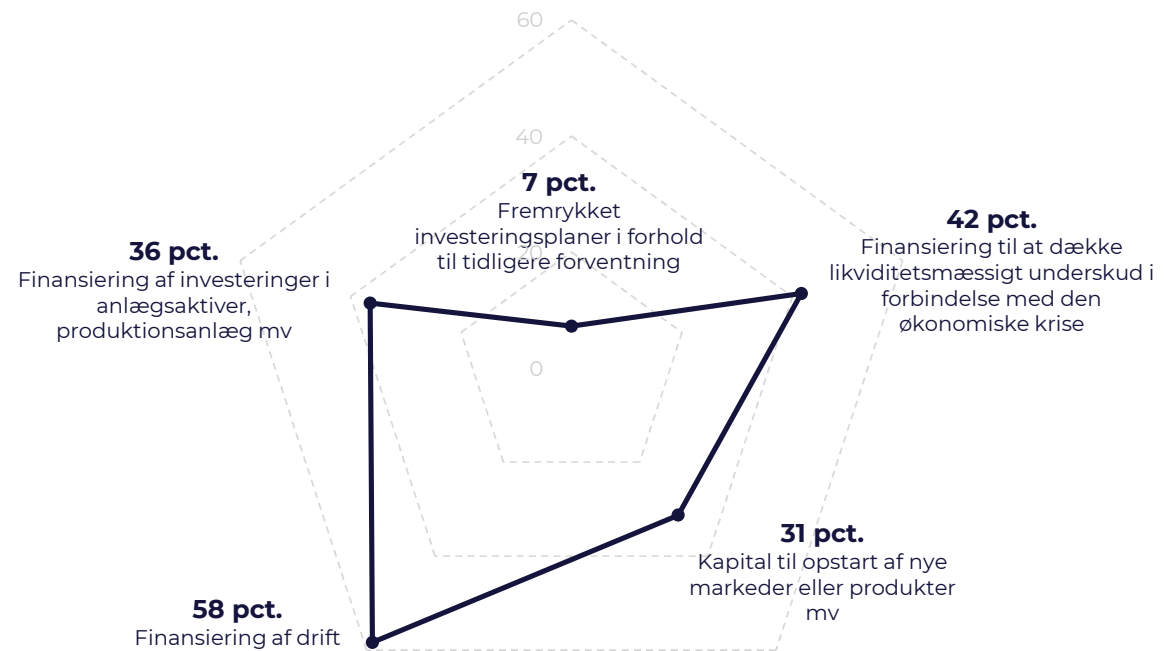 60
40
20
0
7 pct.
Fremrykket
investeringsplaner i forhold
til tidligere forventning
42 pct.
Finansiering til at dække
likviditetsmæssigt underskud i
forbindelse med den
økonomiske krise
31 pct.
Kapital til opstart af nye
markeder eller produkter
mv
58 pct.
Finansiering af drift
36 pct.
Finansiering af investeringer i
anlægsaktiver,
produktionsanlæg mv